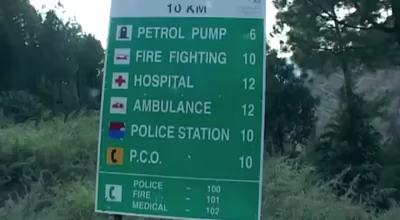 10 KM
PETROL PUMP 6
FIRE FIGHTING 10
HOSPITAL 12
AMBULANCE 12
POLICE STATION 10
P.C.O. 10
POLICE - 100
FIRE - 101
MEDICAL - 102